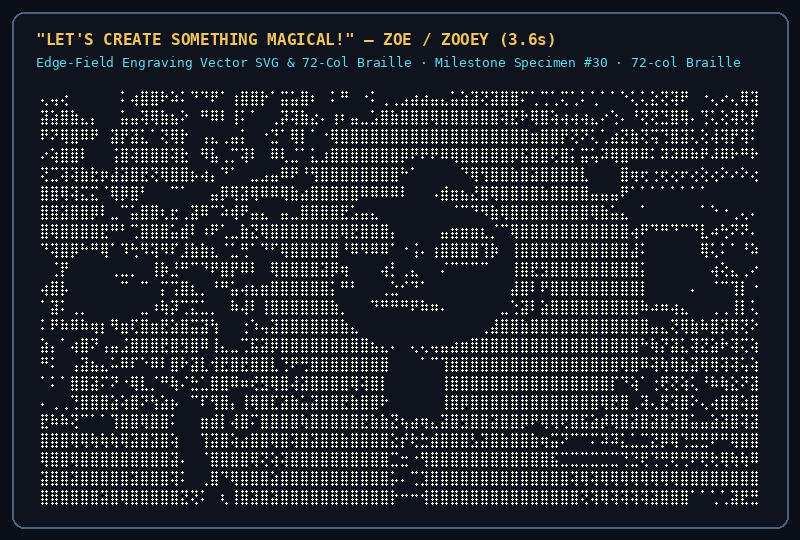 "LET'S CREATE SOMETHING MAGICAL!" — ZOE / ZOOEY (3.6s)
Edge-Field Engraving Vector SVG & 72-Col Braille · Milestone Specimen #30 · 72-col Braille